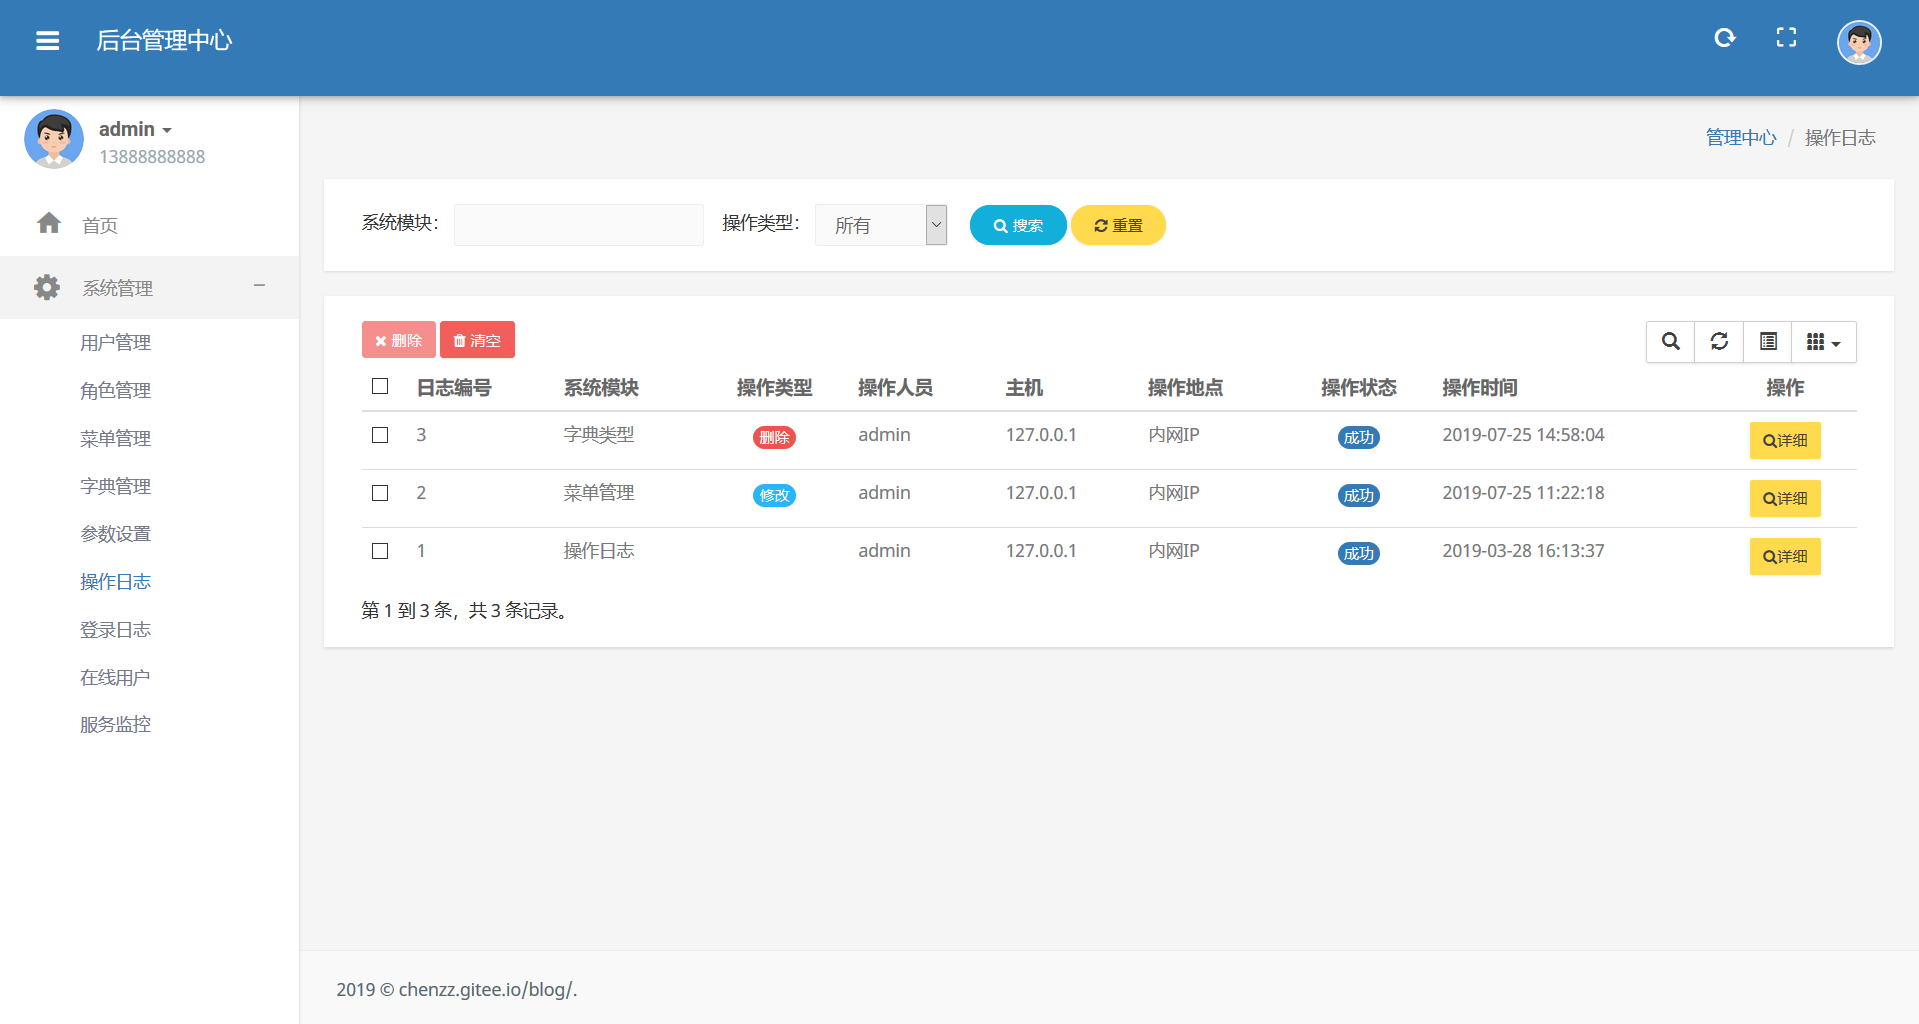 后台管理中心
admin
13888888888
首页
系统管理
用户管理
角色管理
菜单管理
字典管理
参数设置
操作日志
登录日志
在线用户
服务监控
管理中心 / 操作日志
系统模块： 操作类型： 所有 搜索 重置
删除 清空
日志编号 系统模块 操作类型 操作人员 主机 操作地点 操作状态 操作时间 操作
3 字典类型 删除 admin 127.0.0.1 内网IP 成功 2019-07-25 14:58:04 详细
2 菜单管理 修改 admin 127.0.0.1 内网IP 成功 2019-07-25 11:22:18 详细
1 操作日志 admin 127.0.0.1 内网IP 成功 2019-03-28 16:13:37 详细
第 1 到 3 条，共 3 条记录。
2019 © chenzz.gitee.io/blog/.